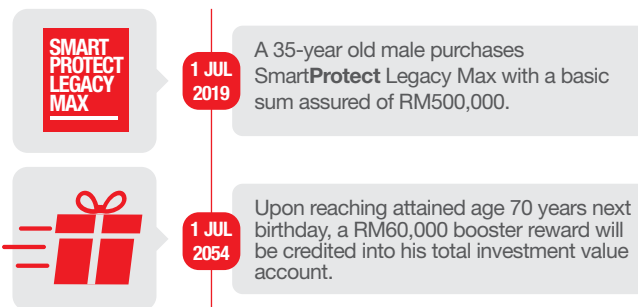 SMART
PROTECT
LEGACY
MAX
1 JUL
2019
A 35-year old male purchases
SmartProtect Legacy Max with a basic
sum assured of RM500,000.
1 JUL
2054
Upon reaching attained age 70 years next
birthday, a RM60,000 booster reward will
be credited into his total investment value
account.